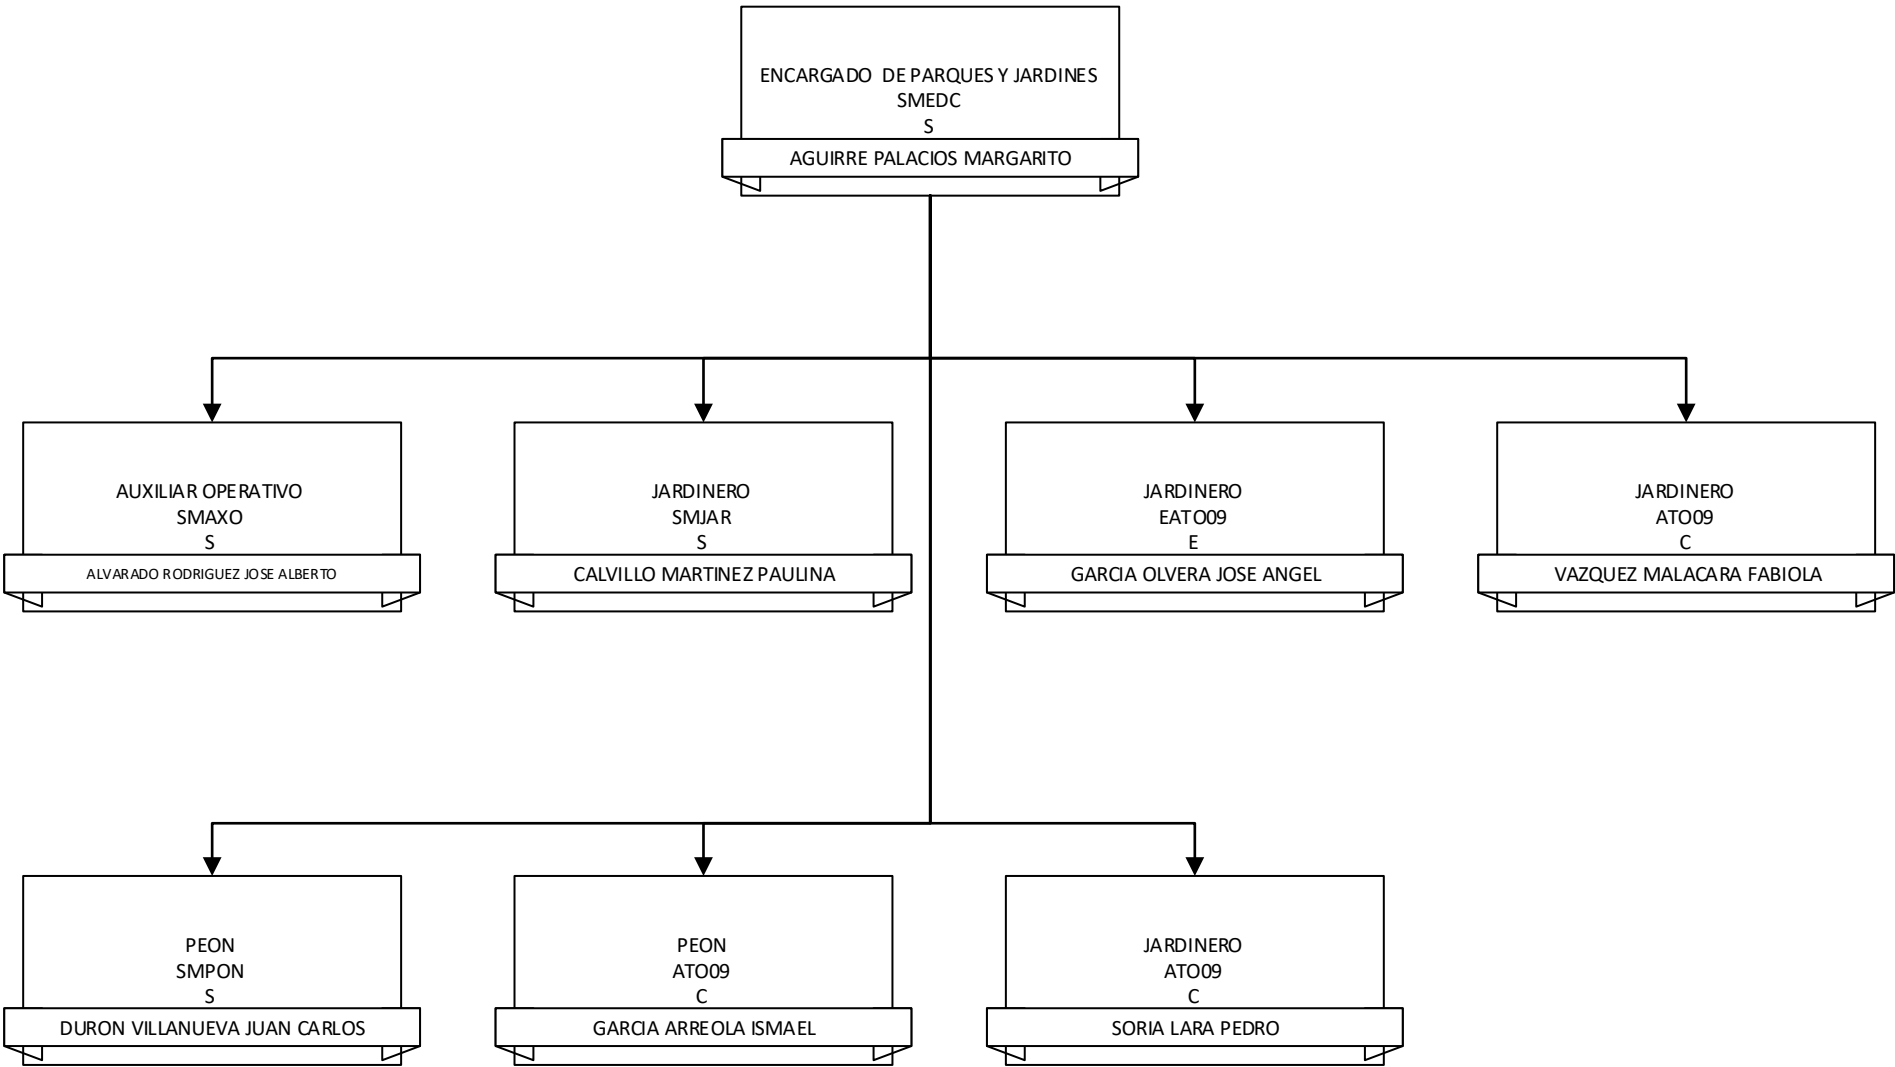 ENCARGADO DE PARQUES Y JARDINES
SMEDC
S
AGUIRRE PALACIOS MARGARITO
AUXILIAR OPERATIVO
SMAXO
S
ALVARADO RODRIGUEZ JOSE ALBERTO
JARDINERO
SMJAR
S
CALVILLO MARTINEZ PAULINA
JARDINERO
EATO09
E
GARCIA OLVERA JOSE ANGEL
JARDINERO
ATO09
C
VAZQUEZ MALACARA FABIOLA
PEON
SMPON
S
DURON VILLANUEVA JUAN CARLOS
PEON
ATO09
C
GARCIA ARREOLA ISMAEL
JARDINERO
ATO09
C
SORIA LARA PEDRO